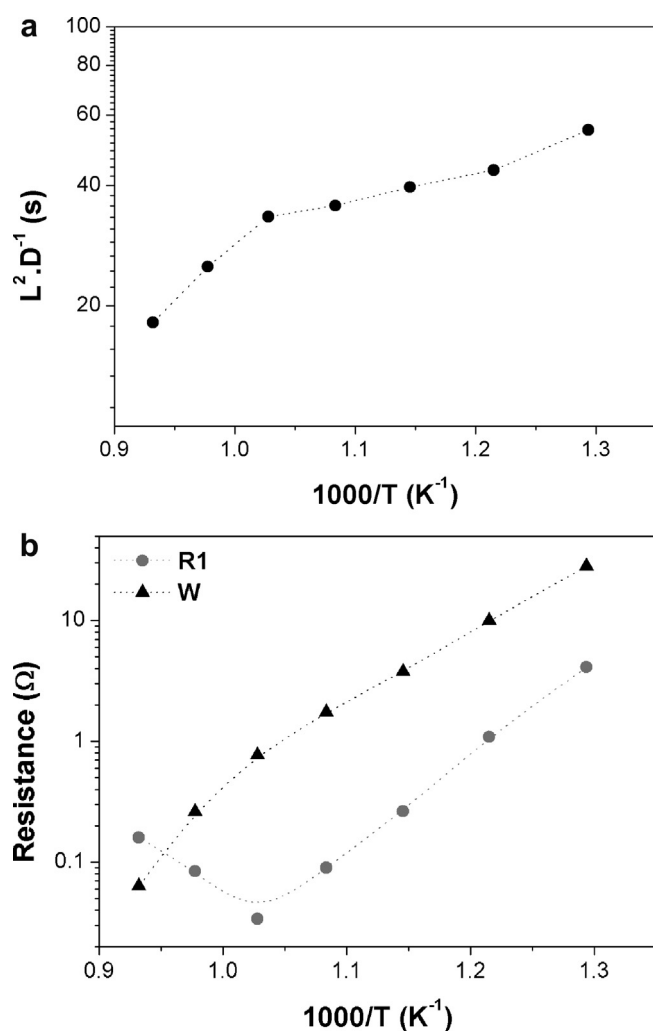 a
100
80
60
40
20
L².D⁻¹ (s)
0.9 1.0 1.1 1.2 1.3
1000/T (K⁻¹)
b
R1
W
10
1
0.1
Resistance (Ω)
0.9 1.0 1.1 1.2 1.3
1000/T (K⁻¹)